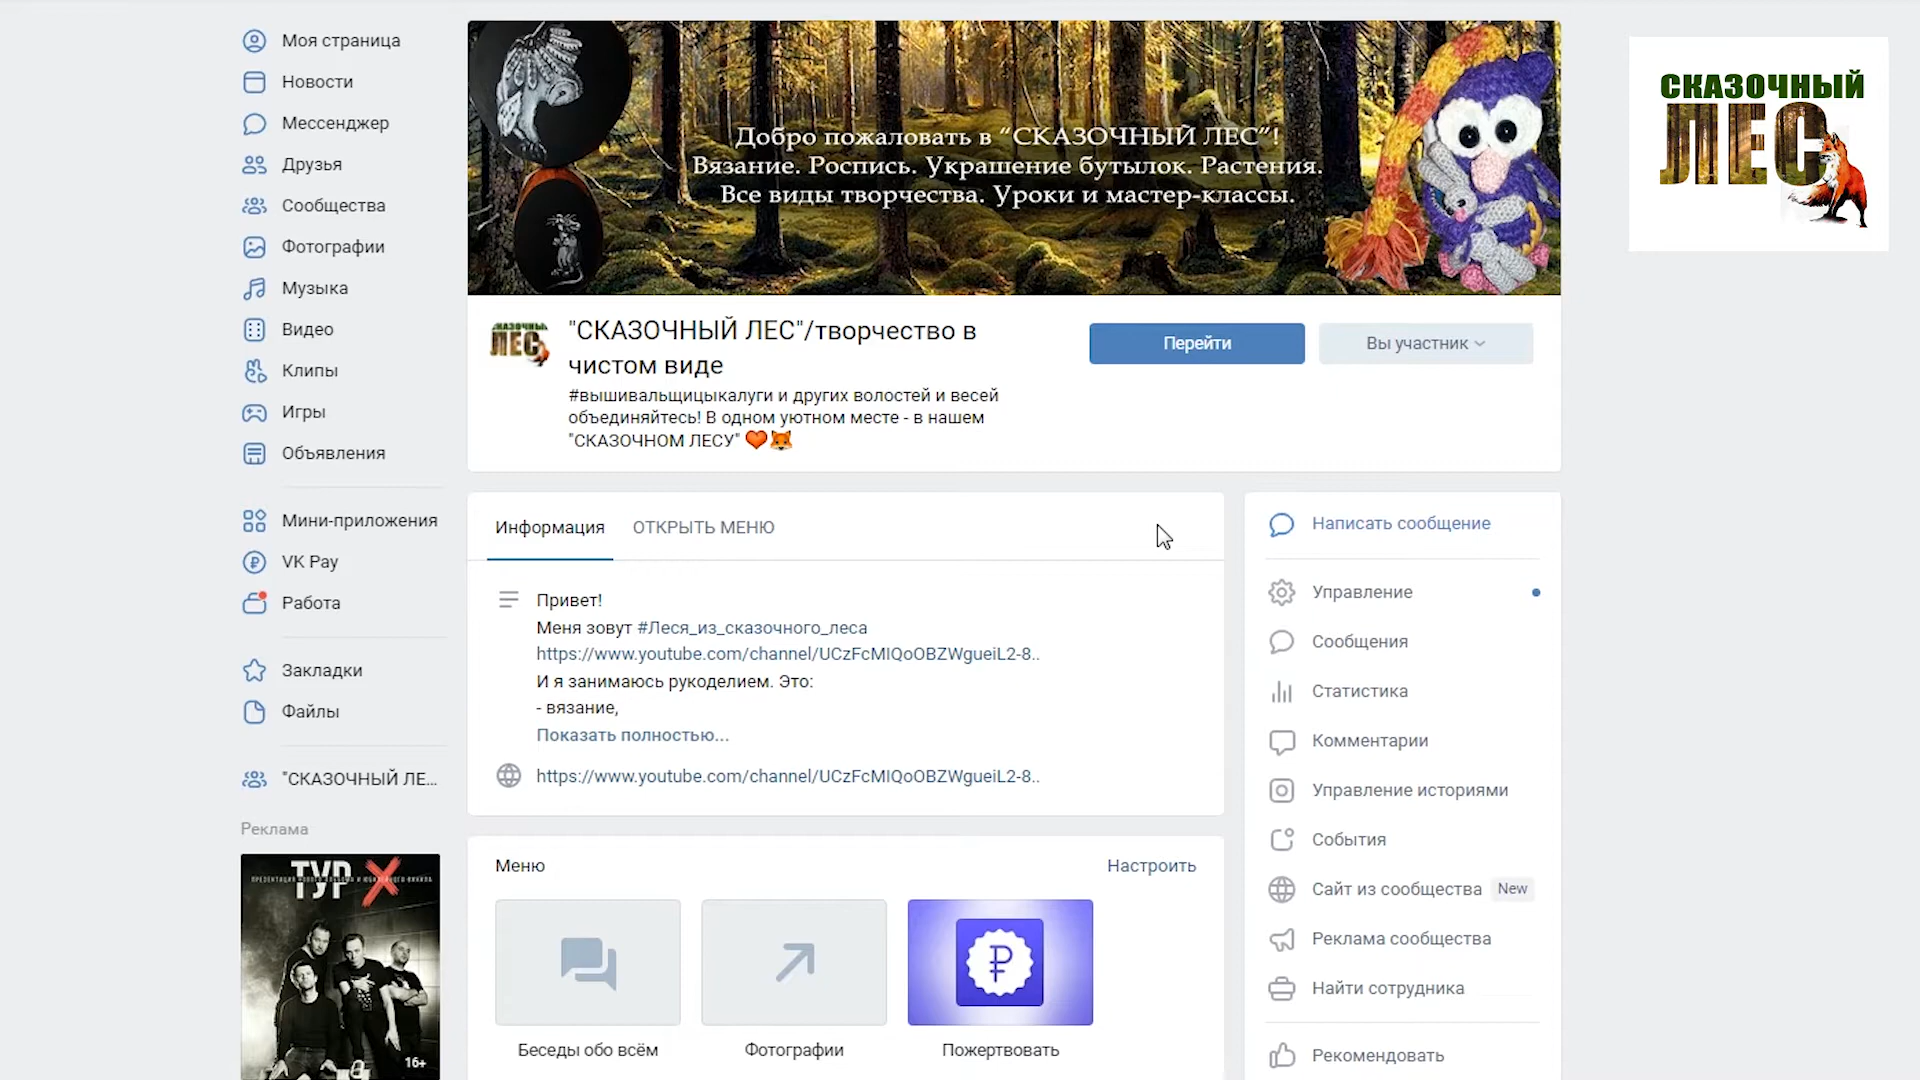 Моя страница
Новости
Мессенджер
Друзья
Сообщества
Фотографии
Музыка
Видео
Клипы
Игры
Объявления
Мини-приложения
VK Pay
Работа
Закладки
Файлы
"СКАЗОЧНЫЙ ЛЕ...
Реклама
ТУР Х
16+
Добро пожаловать в “СКАЗОЧНЫЙ ЛЕС”!
Вязание. Роспись. Украшение бутылок. Растения.
Все виды творчества. Уроки и мастер-классы.
СКАЗОЧНЫЙ
ЛЕС
"СКАЗОЧНЫЙ ЛЕС"/творчество в
чистом виде
#вышивальщицыкалуги и других волостей и весей
объединяйтесь! В одном уютном месте - в нашем
"СКАЗОЧНОМ ЛЕСУ" ❤🦊
Перейти
Вы участник
Информация
ОТКРЫТЬ МЕНЮ
Привет!
Меня зовут #Леся_из_сказочного_леса
https://www.youtube.com/channel/UCzFcMIQoOBZWgueiL2-8..
И я занимаюсь рукоделием. Это:
- вязание,
Показать полностью...
https://www.youtube.com/channel/UCzFcMIQoOBZWgueiL2-8..
Меню
Настроить
Беседы обо всём
Фотографии
Пожертвовать
Написать сообщение
Управление
Сообщения
Статистика
Комментарии
Управление историями
События
Сайт из сообщества New
Реклама сообщества
Найти сотрудника
Рекомендовать
СКАЗОЧНЫЙ
ЛЕС